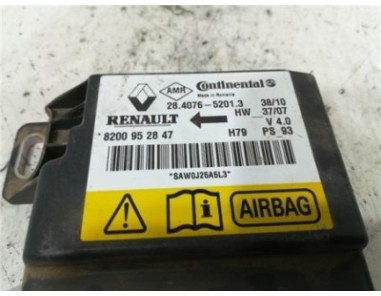 AMR Continental
Made in Romania
28.4076-5201.3 38/10
RENAULT HW 37/07
V 4.0
8200 95 28 47 H79 PS 93
*SAW0J26A5L3*
i AIRBAG